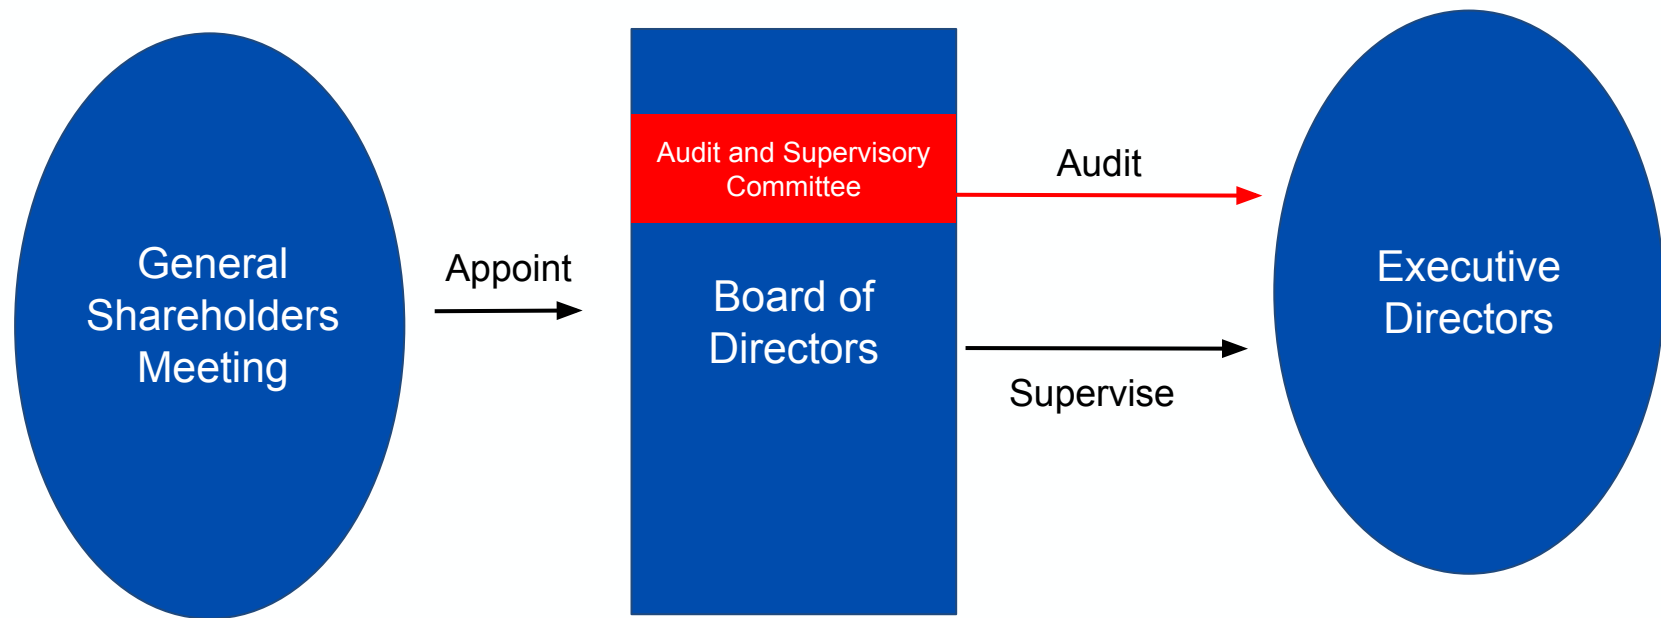 General
Shareholders
Meeting
Appoint
Audit and Supervisory
Committee
Board of
Directors
Audit
Supervise
Executive
Directors